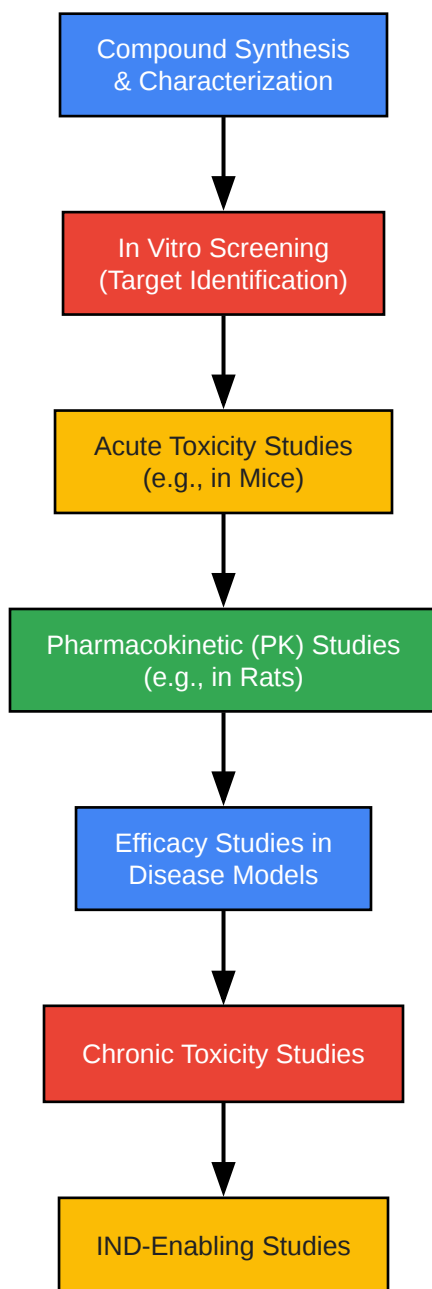 Compound Synthesis
& Characterization
In Vitro Screening
(Target Identification)
Acute Toxicity Studies
(e.g., in Mice)
Pharmacokinetic (PK) Studies
(e.g., in Rats)
Efficacy Studies in
Disease Models
Chronic Toxicity Studies
IND-Enabling Studies